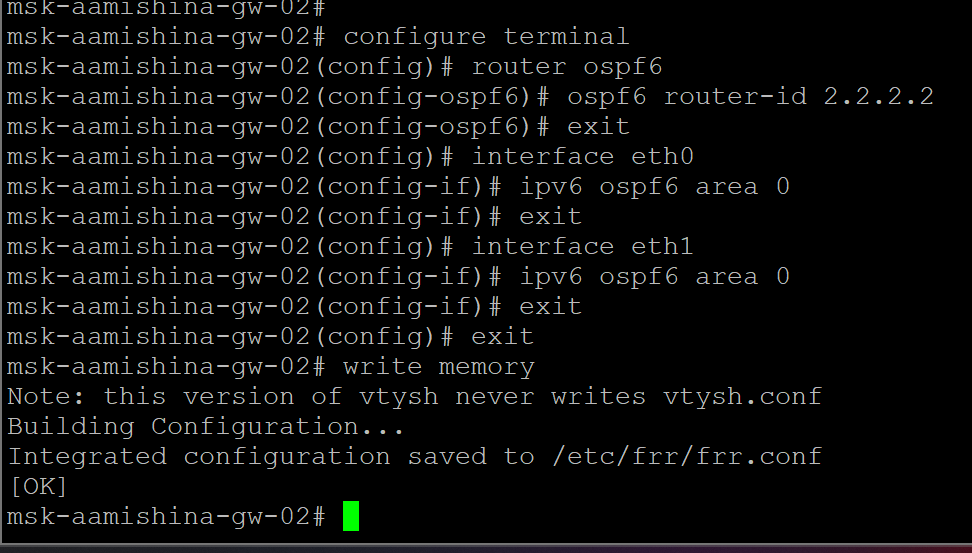 msk-aamishina-gw-02#
msk-aamishina-gw-02# configure terminal
msk-aamishina-gw-02(config)# router ospf6
msk-aamishina-gw-02(config-ospf6)# ospf6 router-id 2.2.2.2
msk-aamishina-gw-02(config-ospf6)# exit
msk-aamishina-gw-02(config)# interface eth0
msk-aamishina-gw-02(config-if)# ipv6 ospf6 area 0
msk-aamishina-gw-02(config-if)# exit
msk-aamishina-gw-02(config)# interface eth1
msk-aamishina-gw-02(config-if)# ipv6 ospf6 area 0
msk-aamishina-gw-02(config-if)# exit
msk-aamishina-gw-02(config)# exit
msk-aamishina-gw-02# write memory
Note: this version of vtysh never writes vtysh.conf
Building Configuration...
Integrated configuration saved to /etc/frr/frr.conf
[OK]
msk-aamishina-gw-02#